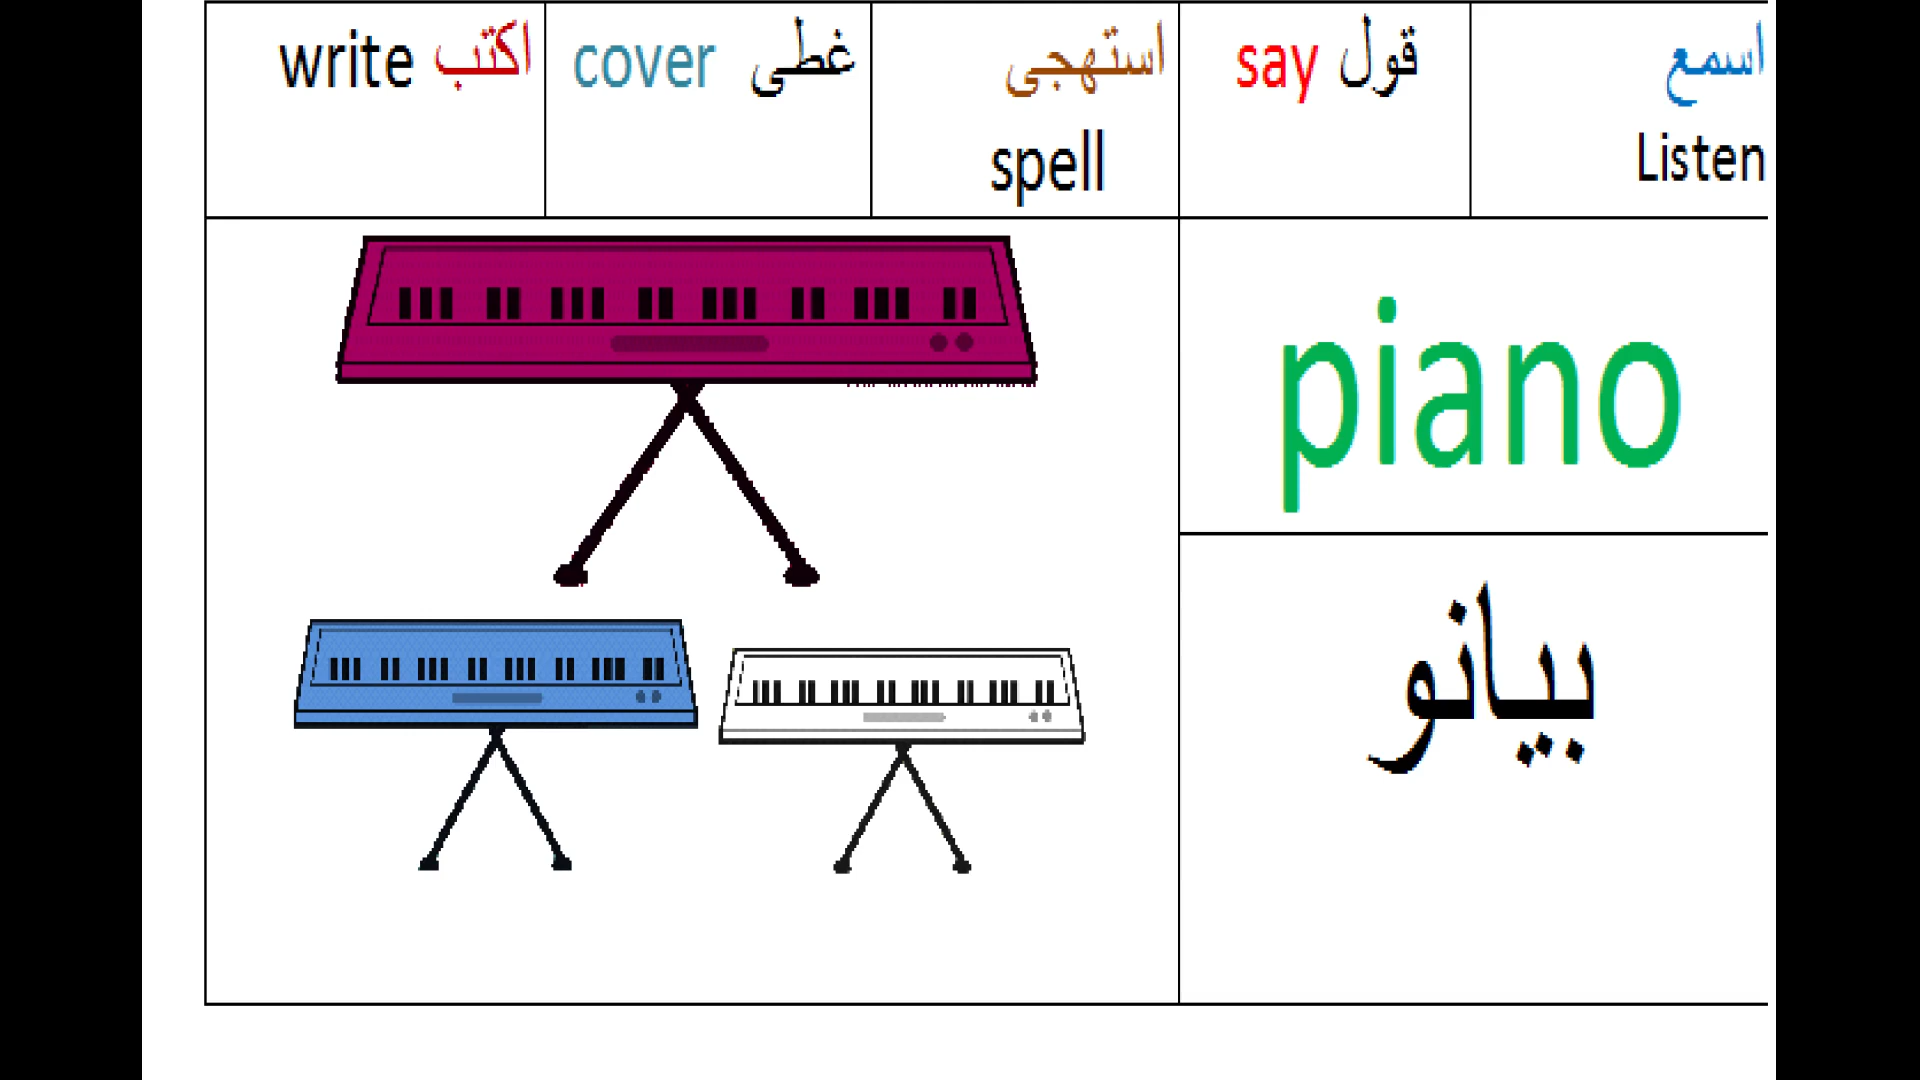 اسمع
Listen
say قول
استهجى
spell
cover غطى
write اكتب
piano
بيانو